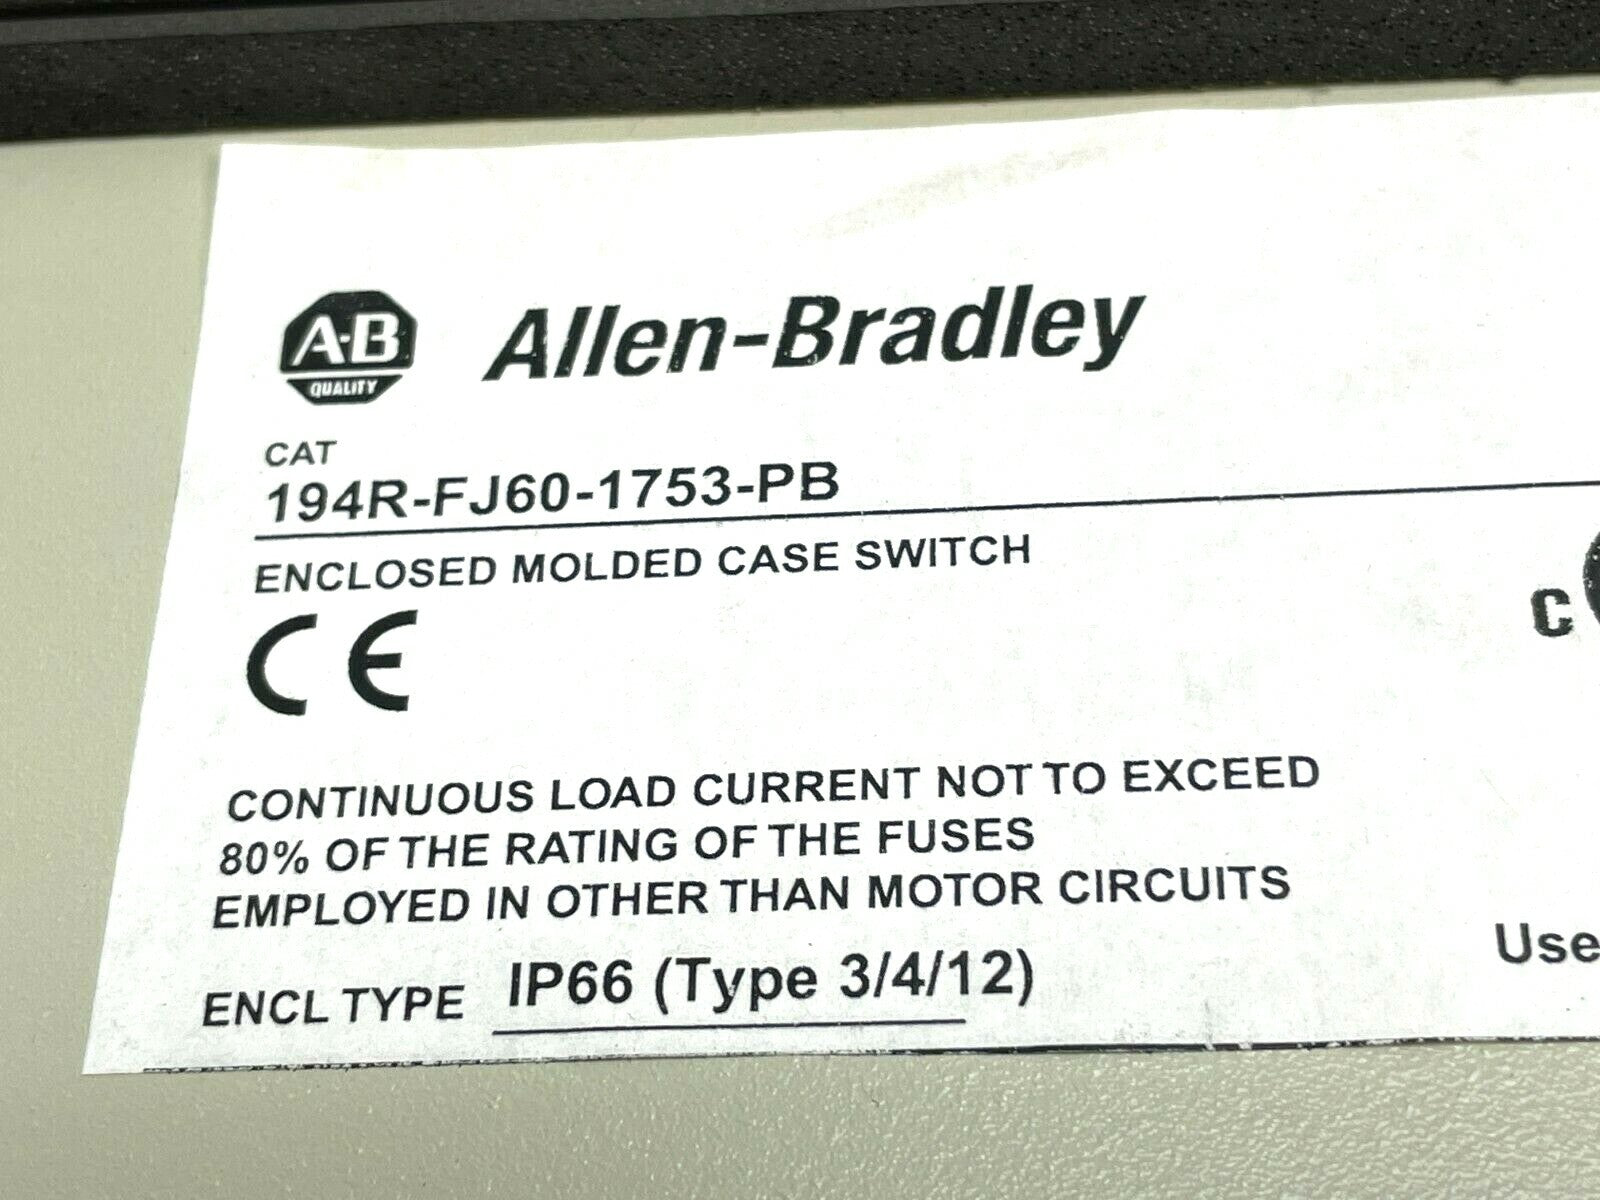 A-B
QUALITY
Allen-Bradley
CAT
194R-FJ60-1753-PB
ENCLOSED MOLDED CASE SWITCH
CE
C
CONTINUOUS LOAD CURRENT NOT TO EXCEED
80% OF THE RATING OF THE FUSES
EMPLOYED IN OTHER THAN MOTOR CIRCUITS
ENCL TYPE IP66 (Type 3/4/12)
Use